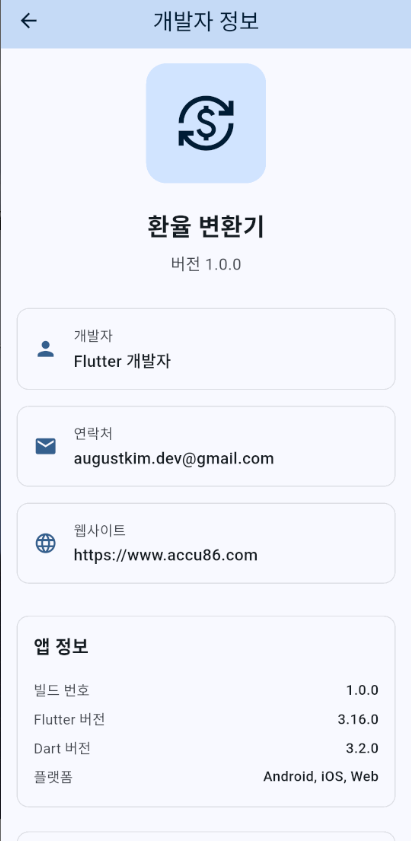 개발자 정보
환율 변환기
버전 1.0.0
개발자
Flutter 개발자
연락처
augustkim.dev@gmail.com
웹사이트
https://www.accu86.com
앱 정보
빌드 번호 1.0.0
Flutter 버전 3.16.0
Dart 버전 3.2.0
플랫폼 Android, iOS, Web